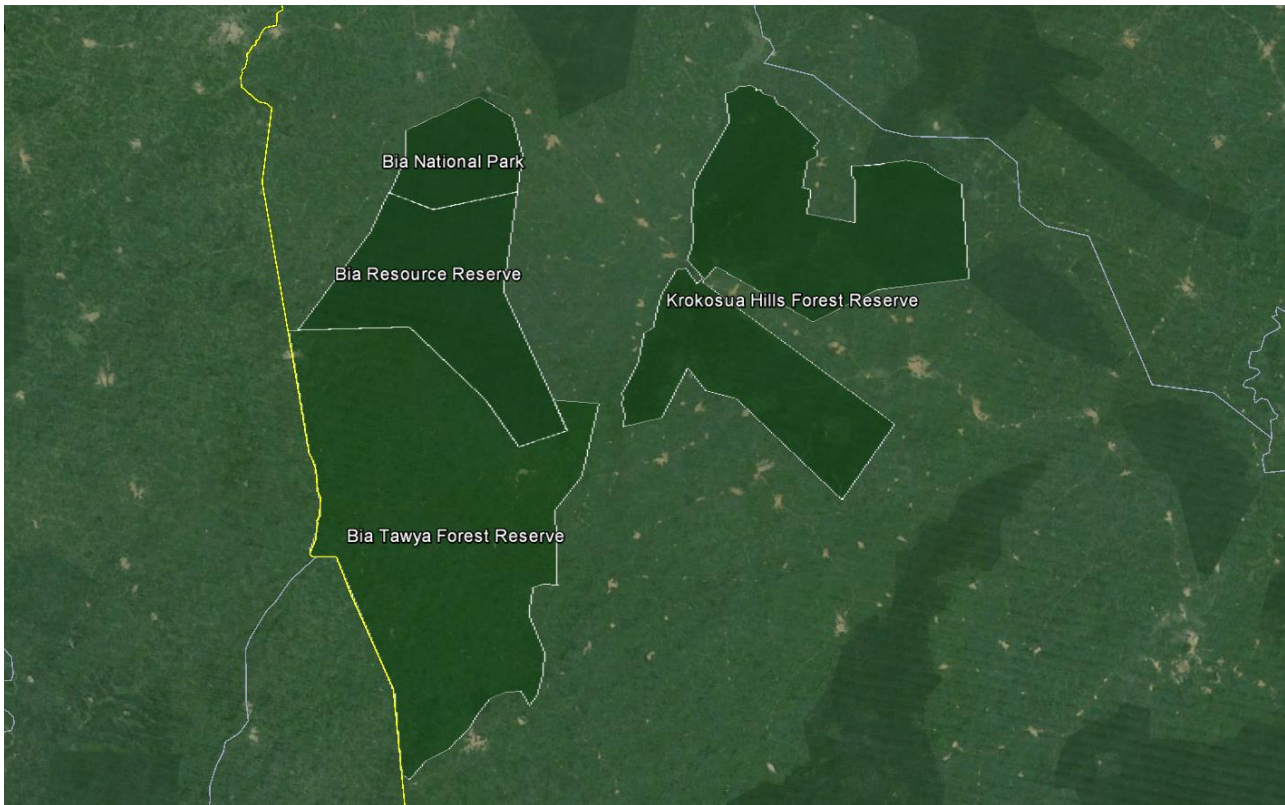 Bia National Park
Bia Resource Reserve
Krokosua Hills Forest Reserve
Bia Tawya Forest Reserve